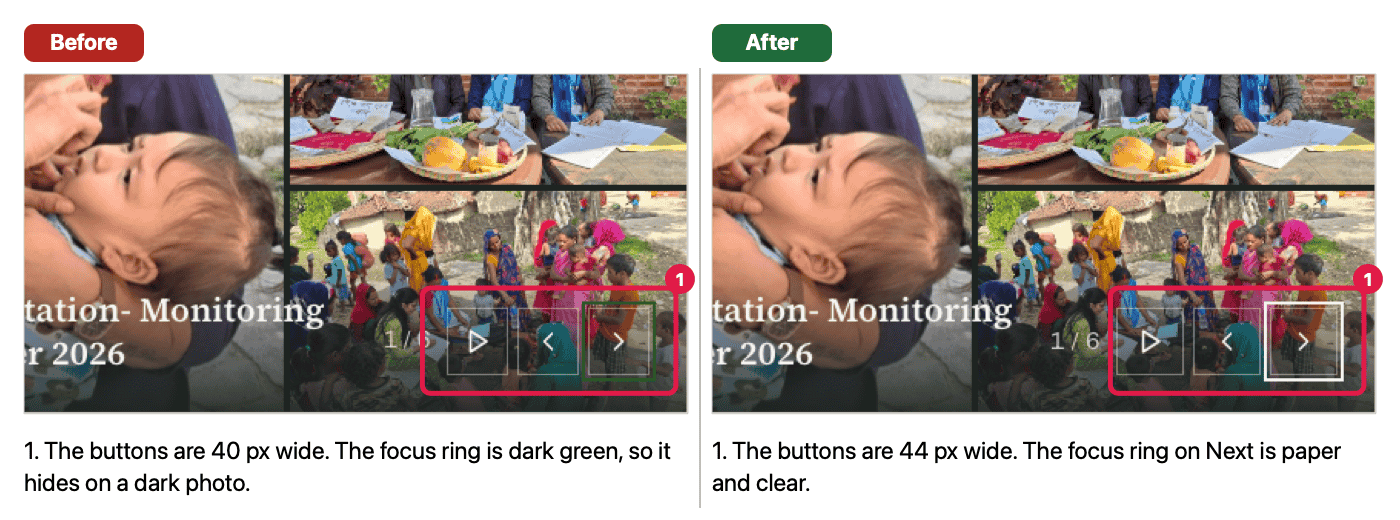 Before
tation- Monitoring
r 2026
1 / 6
1
1. The buttons are 40 px wide. The focus ring is dark green, so it
hides on a dark photo.
After
tation- Monitoring
r 2026
1 / 6
1
1. The buttons are 44 px wide. The focus ring on Next is paper
and clear.